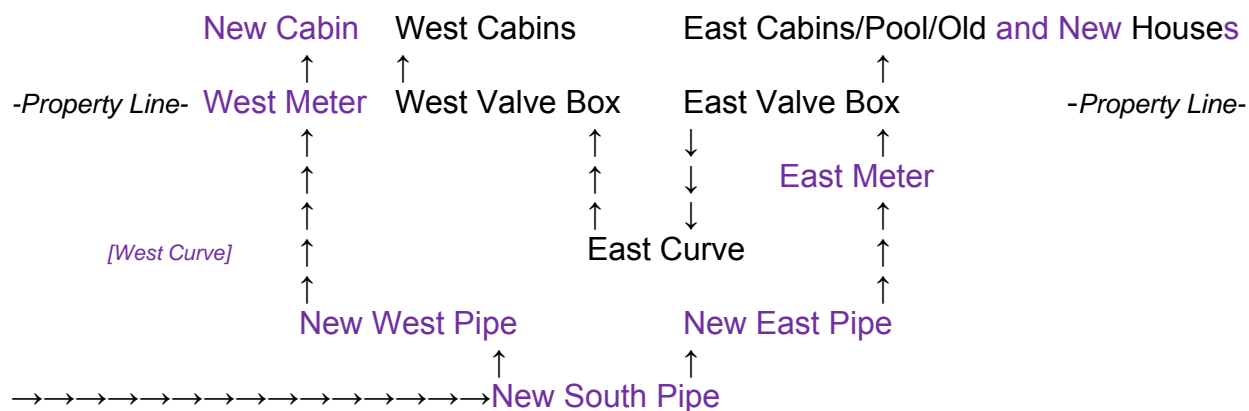 New Cabin West Cabins East Cabins/Pool/Old and New Houses
↑ ↑ ↑
-Property Line- West Meter West Valve Box East Valve Box -Property Line-
↑ ↑ ↓ ↑
↑ ↑ ↓ East Meter
↑ ↑ ↓ ↑
[West Curve] ↑ East Curve ↑
↑ ↑
New West Pipe New East Pipe
↑ ↑
→→→→→→→→→→→→→→→New South Pipe